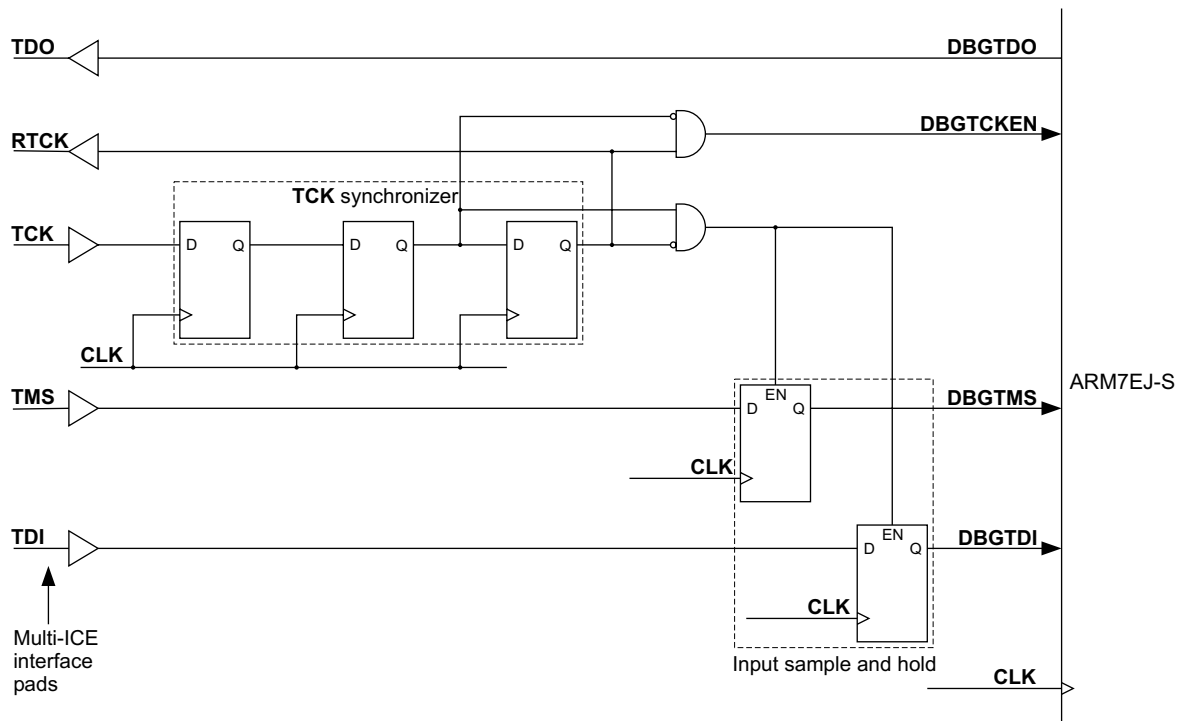 TDO
DBGTDO
RTCK
DBGTCKEN
TCK synchronizer
TCK
D Q
D Q
D Q
CLK
ARM7EJ-S
TMS
EN
D Q
DBGTMS
CLK
TDI
EN
D Q
DBGTDI
CLK
Multi-ICE
interface
pads
Input sample and hold
CLK